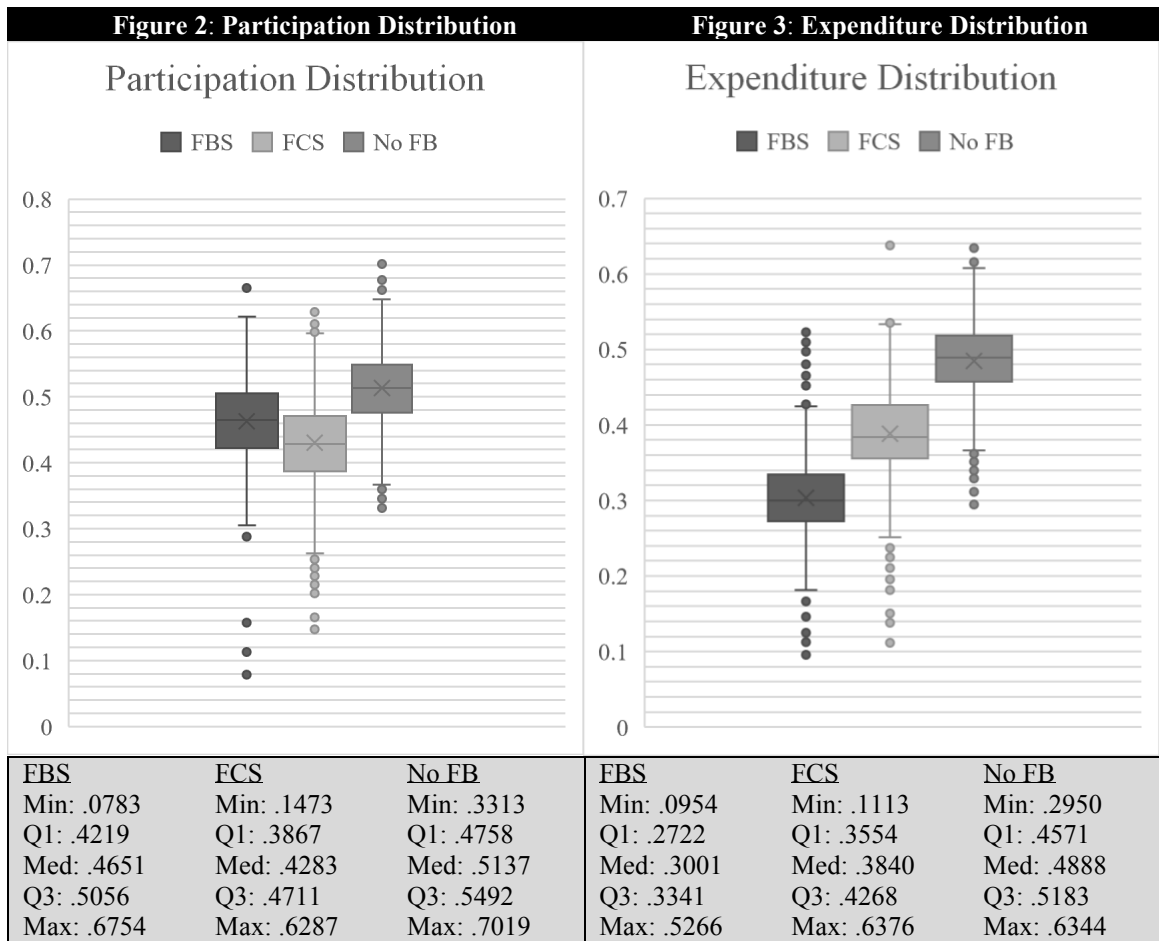 Figure 2: Participation Distribution
Participation Distribution
FBS FCS No FB
0.8
0.7
0.6
0.5
0.4
0.3
0.2
0.1
0
FBS FCS No FB
Min: .0783 Min: .1473 Min: .3313
Q1: .4219 Q1: .3867 Q1: .4758
Med: .4651 Med: .4283 Med: .5137
Q3: .5056 Q3: .4711 Q3: .5492
Max: .6754 Max: .6287 Max: .7019
Figure 3: Expenditure Distribution
Expenditure Distribution
FBS FCS No FB
0.7
0.6
0.5
0.4
0.3
0.2
0.1
0
FBS FCS No FB
Min: .0954 Min: .1113 Min: .2950
Q1: .2722 Q1: .3554 Q1: .4571
Med: .3001 Med: .3840 Med: .4888
Q3: .3341 Q3: .4268 Q3: .5183
Max: .5266 Max: .6376 Max: .6344